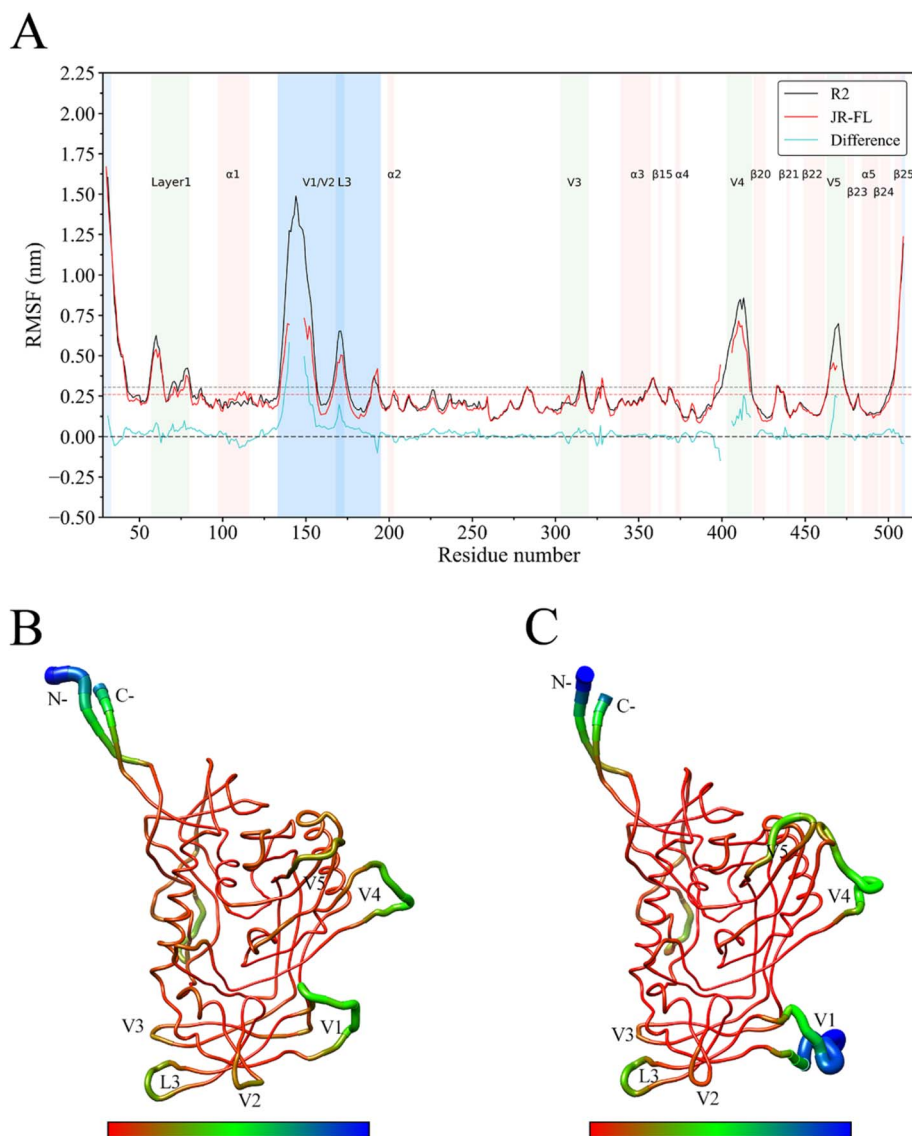 A
2.25
2.00
1.75
1.50
1.25
1.00
0.75
0.50
0.25
0.00
−0.25
−0.50
RMSF (nm)
R2
JR-FL
Difference
Layer1
α1
V1/V2
L3
α2
V3
α3
β15
α4
V4
β20
β21
β22
V5
β23
α5
β24
β25
50
100
150
200
250
300
350
400
450
500
Residue number
B
N-
C-
V5
V4
V3
V1
L3
V2
C
N-
C-
V5
V4
V3
V1
L3
V2